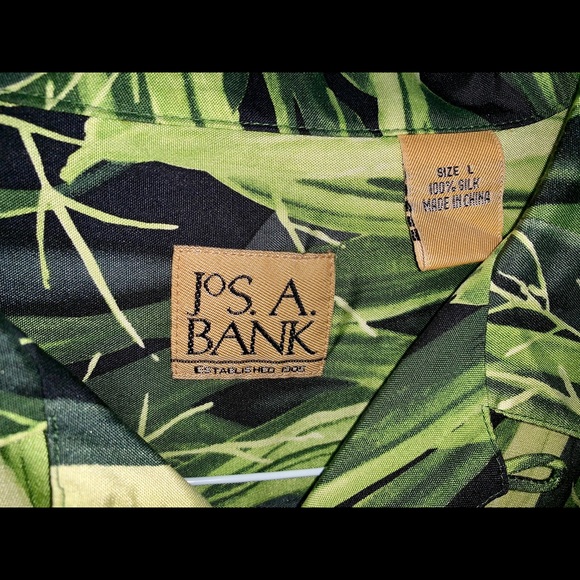 SIZE L
100% SILK
MADE IN CHINA
JoS. A.
BANK
ESTABLISHED 1905